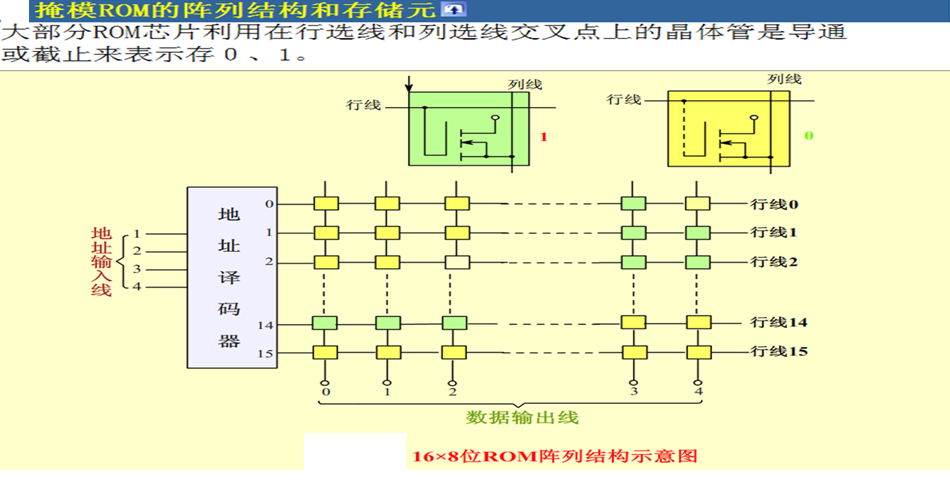 掩模ROM的阵列结构和存储元
大部分ROM芯片利用在行选线和列选线交叉点上的晶体管是导通
或截止来表示存０、1。
行线
列线
1
行线
列线
0
地址译码器
地址输入线
1
2
3
4
0
1
2
14
15
行线0
行线1
行线2
行线14
行线15
0 1 2 3 4
数据输出线
16×8位ROM阵列结构示意图